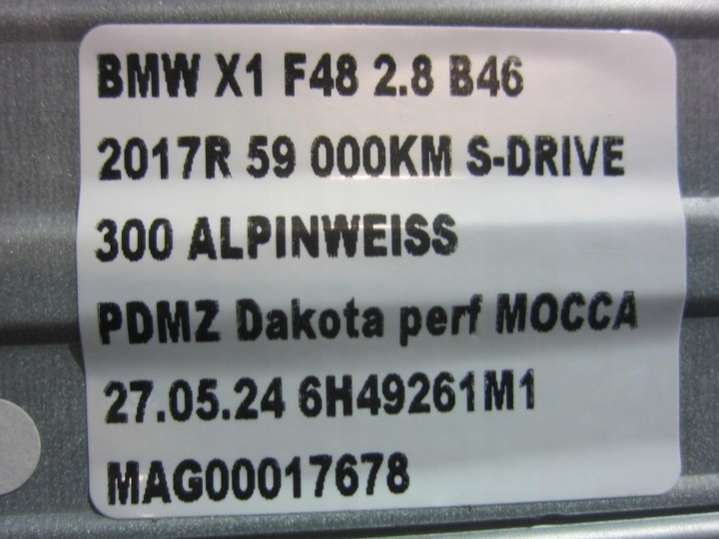 BMW X1 F48 2.8 B46
2017R 59 000KM S-DRIVE
300 ALPINWEISS
PDMZ Dakota perf MOCCA
27.05.24 6H49261M1
MAG00017678